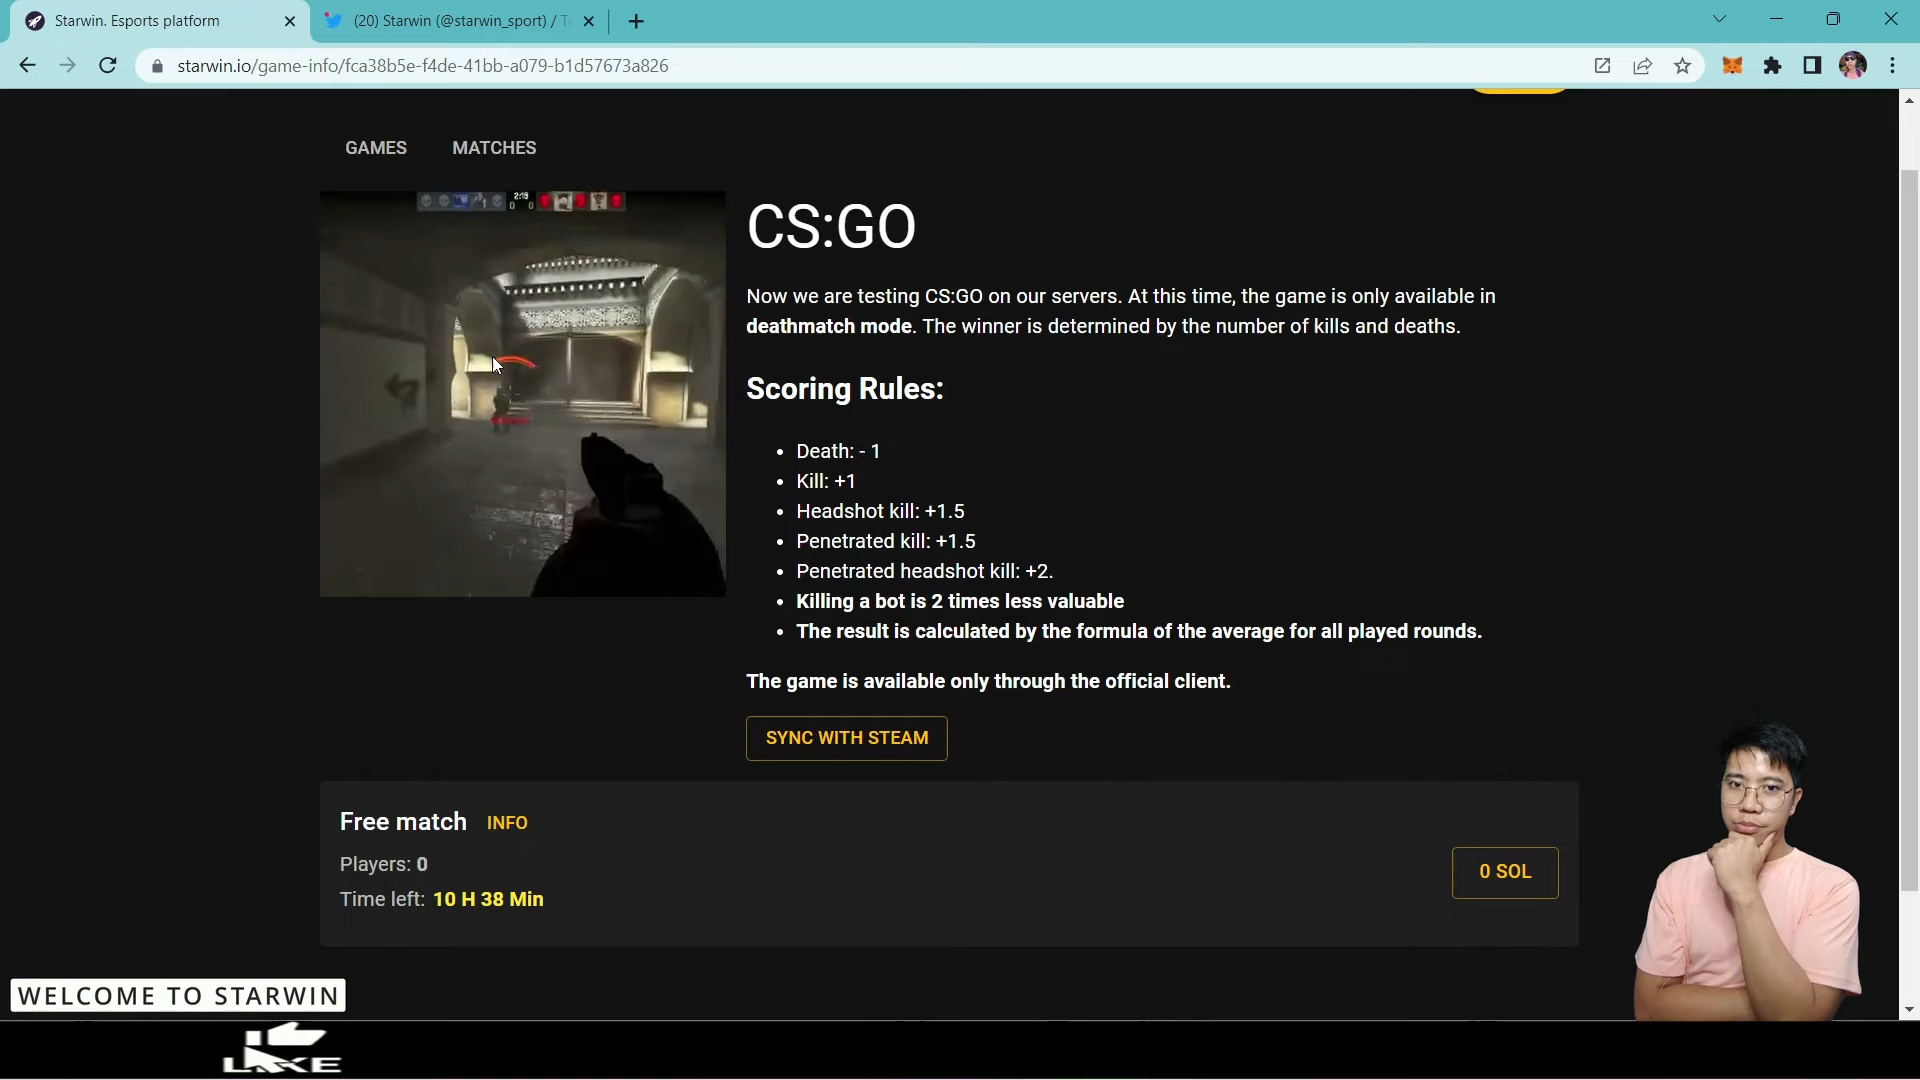 Starwin. Esports platform
(20) Starwin (@starwin_sport) / Tw
starwin.io/game-info/fca38b5e-f4de-41bb-a079-b1d57673a826
GAMES MATCHES
2:19
0 0
CS:GO
Now we are testing CS:GO on our servers. At this time, the game is only available in
deathmatch mode. The winner is determined by the number of kills and deaths.
Scoring Rules:
• Death: - 1
• Kill: +1
• Headshot kill: +1.5
• Penetrated kill: +1.5
• Penetrated headshot kill: +2.
• Killing a bot is 2 times less valuable
• The result is calculated by the formula of the average for all played rounds.
The game is available only through the official client.
SYNC WITH STEAM
Free match INFO
Players: 0
Time left: 10 H 38 Min
0 SOL
WELCOME TO STARWIN